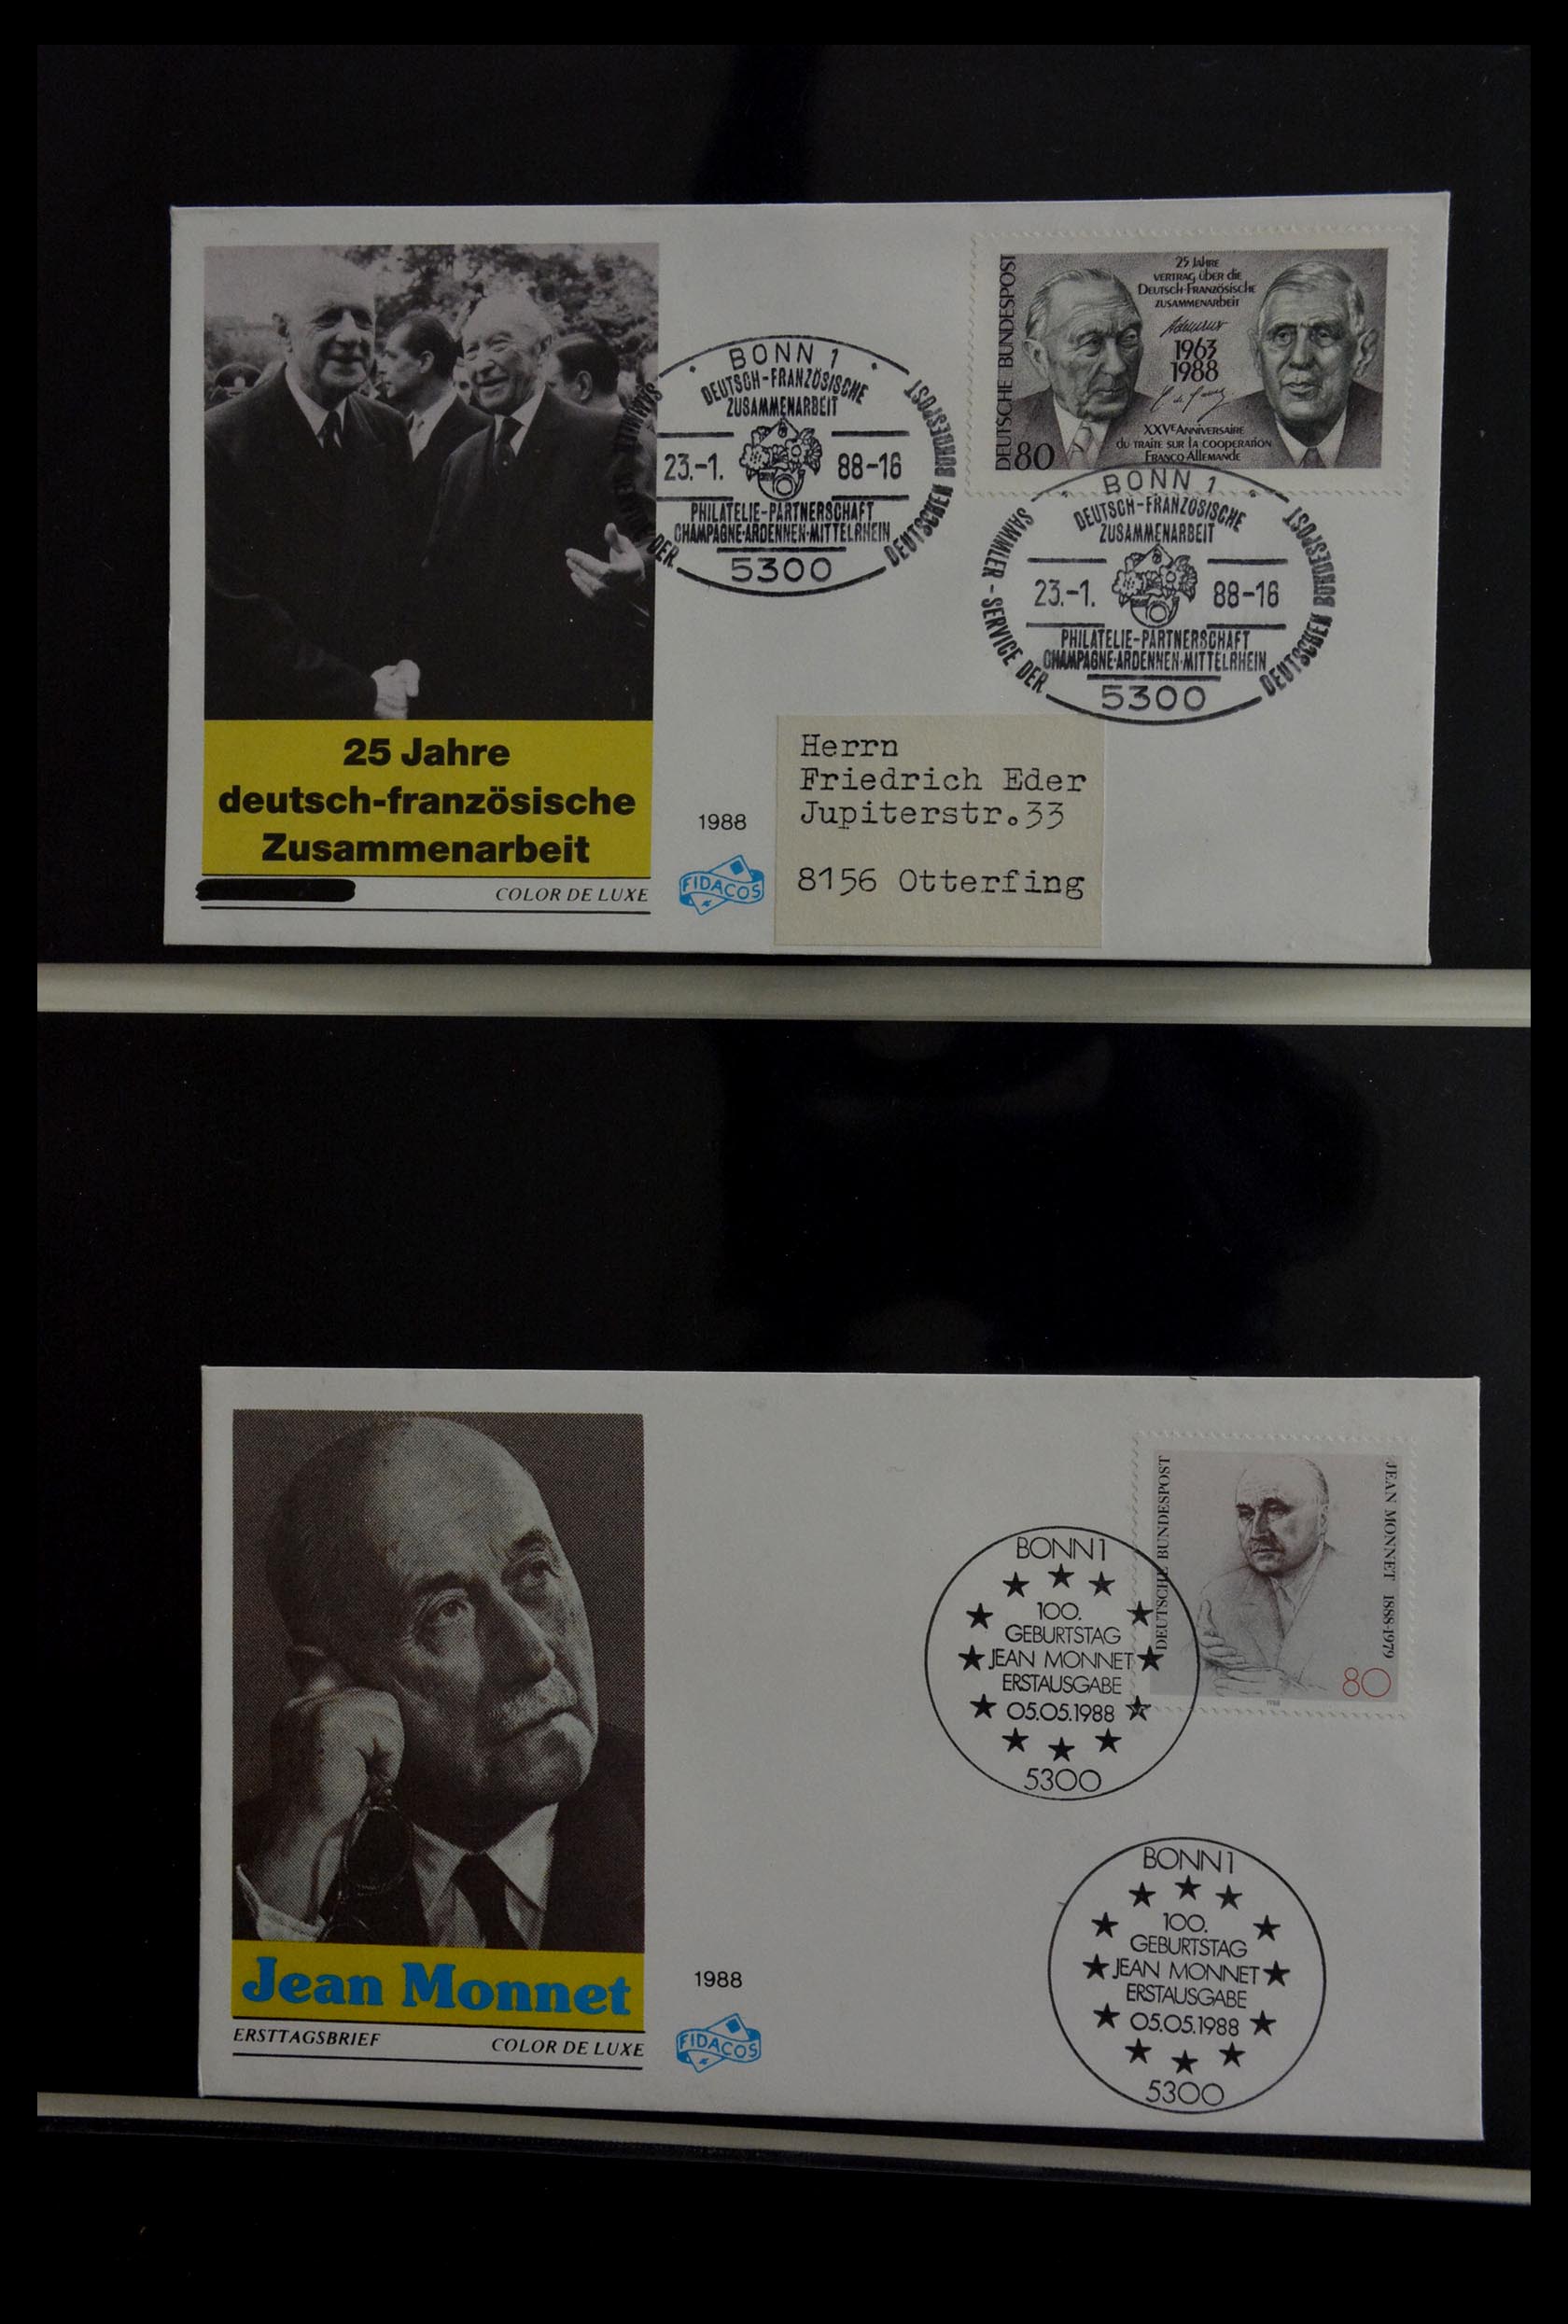 DEUTSCHE BUNDESPOST
25 Jahre
Vertrag über die
Deutsch-Französische
Zusammenarbeit
1963
1988
XXVe Anniversaire
du traité sur la coopération
Franco-Allemande
80
BONN 1
DEUTSCH-FRANZÖSISCHE
ZUSAMMENARBEIT
23.-1. 88-16
PHILATELIE-PARTNERSCHAFT
CHAMPAGNE-ARDENNEN-MITTELRHEIN
5300
DER
DEUTSCHEN BUNDESPOST
BONN 1
DEUTSCH-FRANZÖSISCHE
ZUSAMMENARBEIT
23.-1. 88-16
PHILATELIE-PARTNERSCHAFT
CHAMPAGNE-ARDENNEN-MITTELRHEIN
5300
SAMMLER-SERVICE DER
DEUTSCHEN BUNDESPOST
25 Jahre
deutsch-französische
Zusammenarbeit
COLOR DE LUXE
1988
FIDACOS
Herrn
Friedrich Eder
Jupiterstr.33
8156 Otterfing
DEUTSCHE BUNDESPOST
JEAN MONNET 1888-1979
80
1988
BONN 1
100.
GEBURTSTAG
JEAN MONNET
ERSTAUSGABE
05.05.1988
5300
BONN 1
100.
GEBURTSTAG
JEAN MONNET
ERSTAUSGABE
05.05.1988
5300
Jean Monnet
ERSTTAGSBRIEF COLOR DE LUXE
1988
FIDACOS